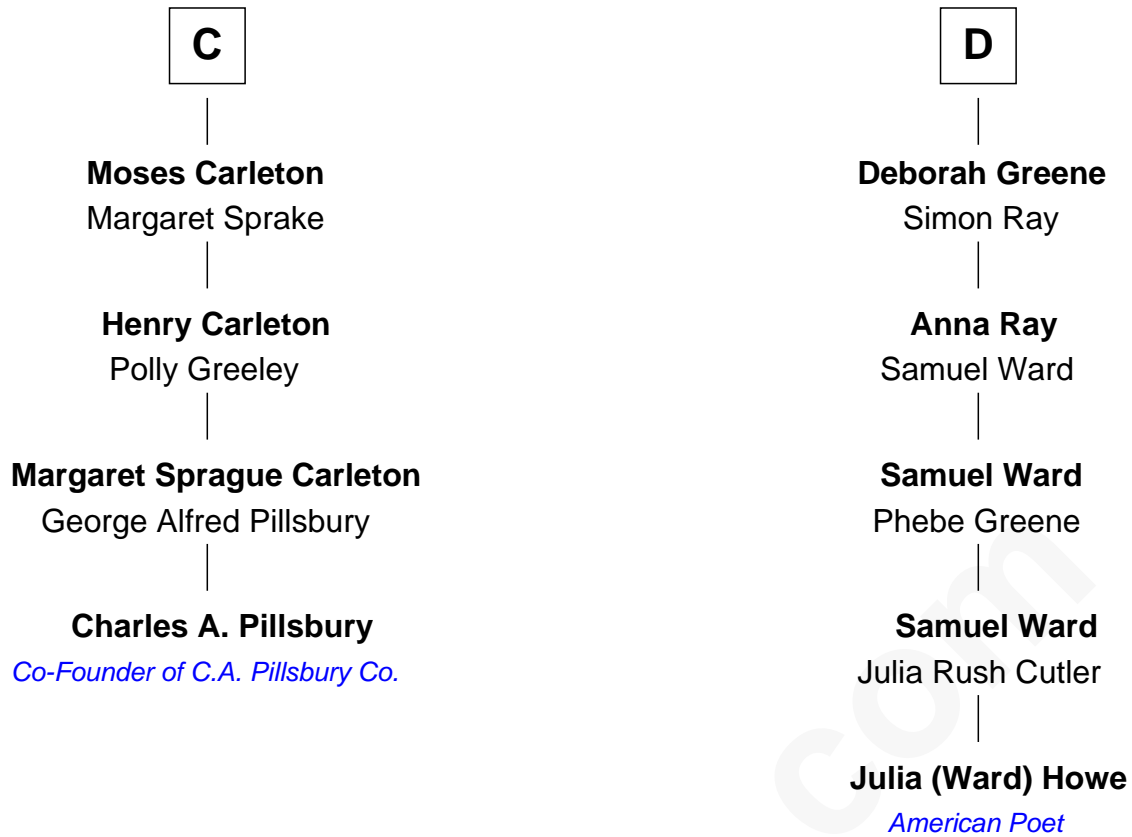 C
Moses Carleton
Margaret Sprake
Henry Carleton
Polly Greeley
Margaret Sprague Carleton
George Alfred Pillsbury
Charles A. Pillsbury
Co-Founder of C.A. Pillsbury Co.
D
Deborah Greene
Simon Ray
Anna Ray
Samuel Ward
Samuel Ward
Phebe Greene
Samuel Ward
Julia Rush Cutler
Julia (Ward) Howe
American Poet
com